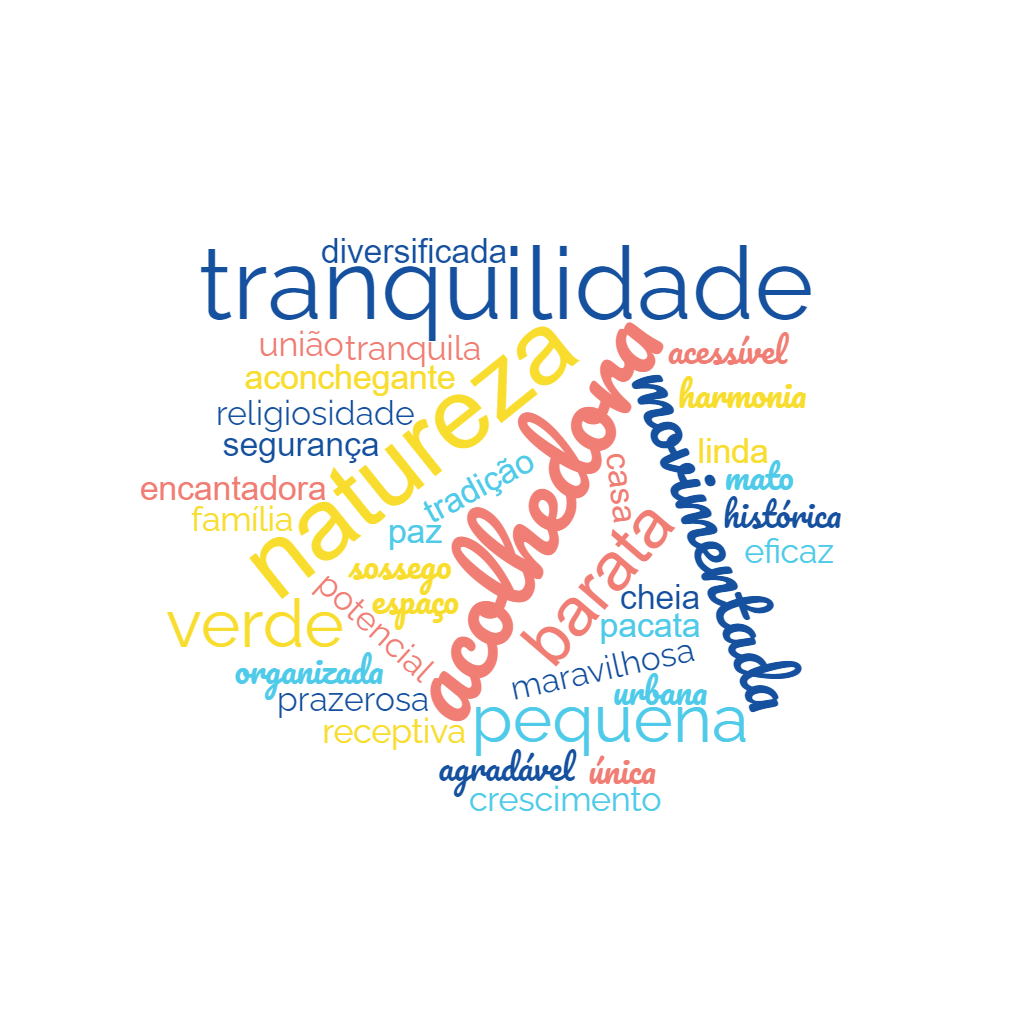 diversificada
tranquilidade
união
tranquila
acessível
aconchegante
natureza
acolhedora
harmonia
religiosidade
movimentada
segurança
linda
encantadora
tradição
casa
mato
família
paz
histórica
barata
eficaz
sossego
potencial
espaço
cheia
verde
pacata
organizada
maravilhosa
prazerosa
urbana
receptiva
pequena
agradável
única
crescimento